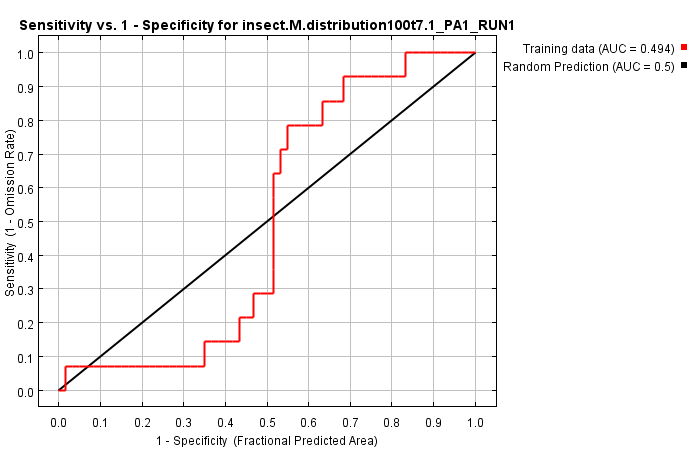 Sensitivity vs. 1 - Specificity for insect.M.distribution100t7.1_PA1_RUN1
Training data (AUC = 0.494)
Random Prediction (AUC = 0.5)
Sensitivity (1 - Omission Rate)
1.0
0.9
0.8
0.7
0.6
0.5
0.4
0.3
0.2
0.1
0.0
0.0 0.1 0.2 0.3 0.4 0.5 0.6 0.7 0.8 0.9 1.0
1 - Specificity (Fractional Predicted Area)